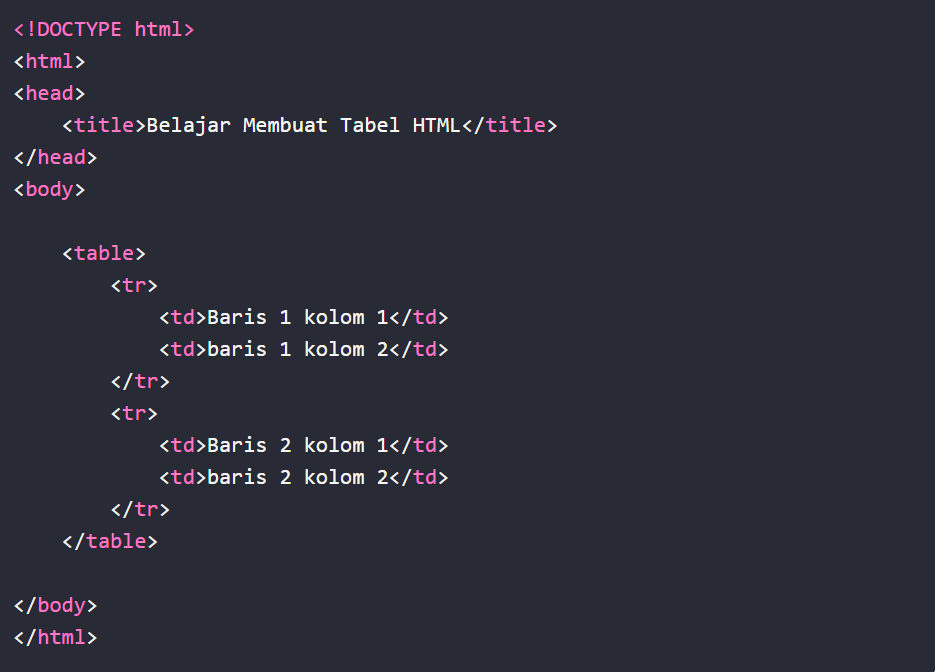 <!DOCTYPE html>
<html>
<head>
    <title>Belajar Membuat Tabel HTML</title>
</head>
<body>

    <table>
        <tr>
            <td>Baris 1 kolom 1</td>
            <td>baris 1 kolom 2</td>
        </tr>
        <tr>
            <td>Baris 2 kolom 1</td>
            <td>baris 2 kolom 2</td>
        </tr>
    </table>

</body>
</html>